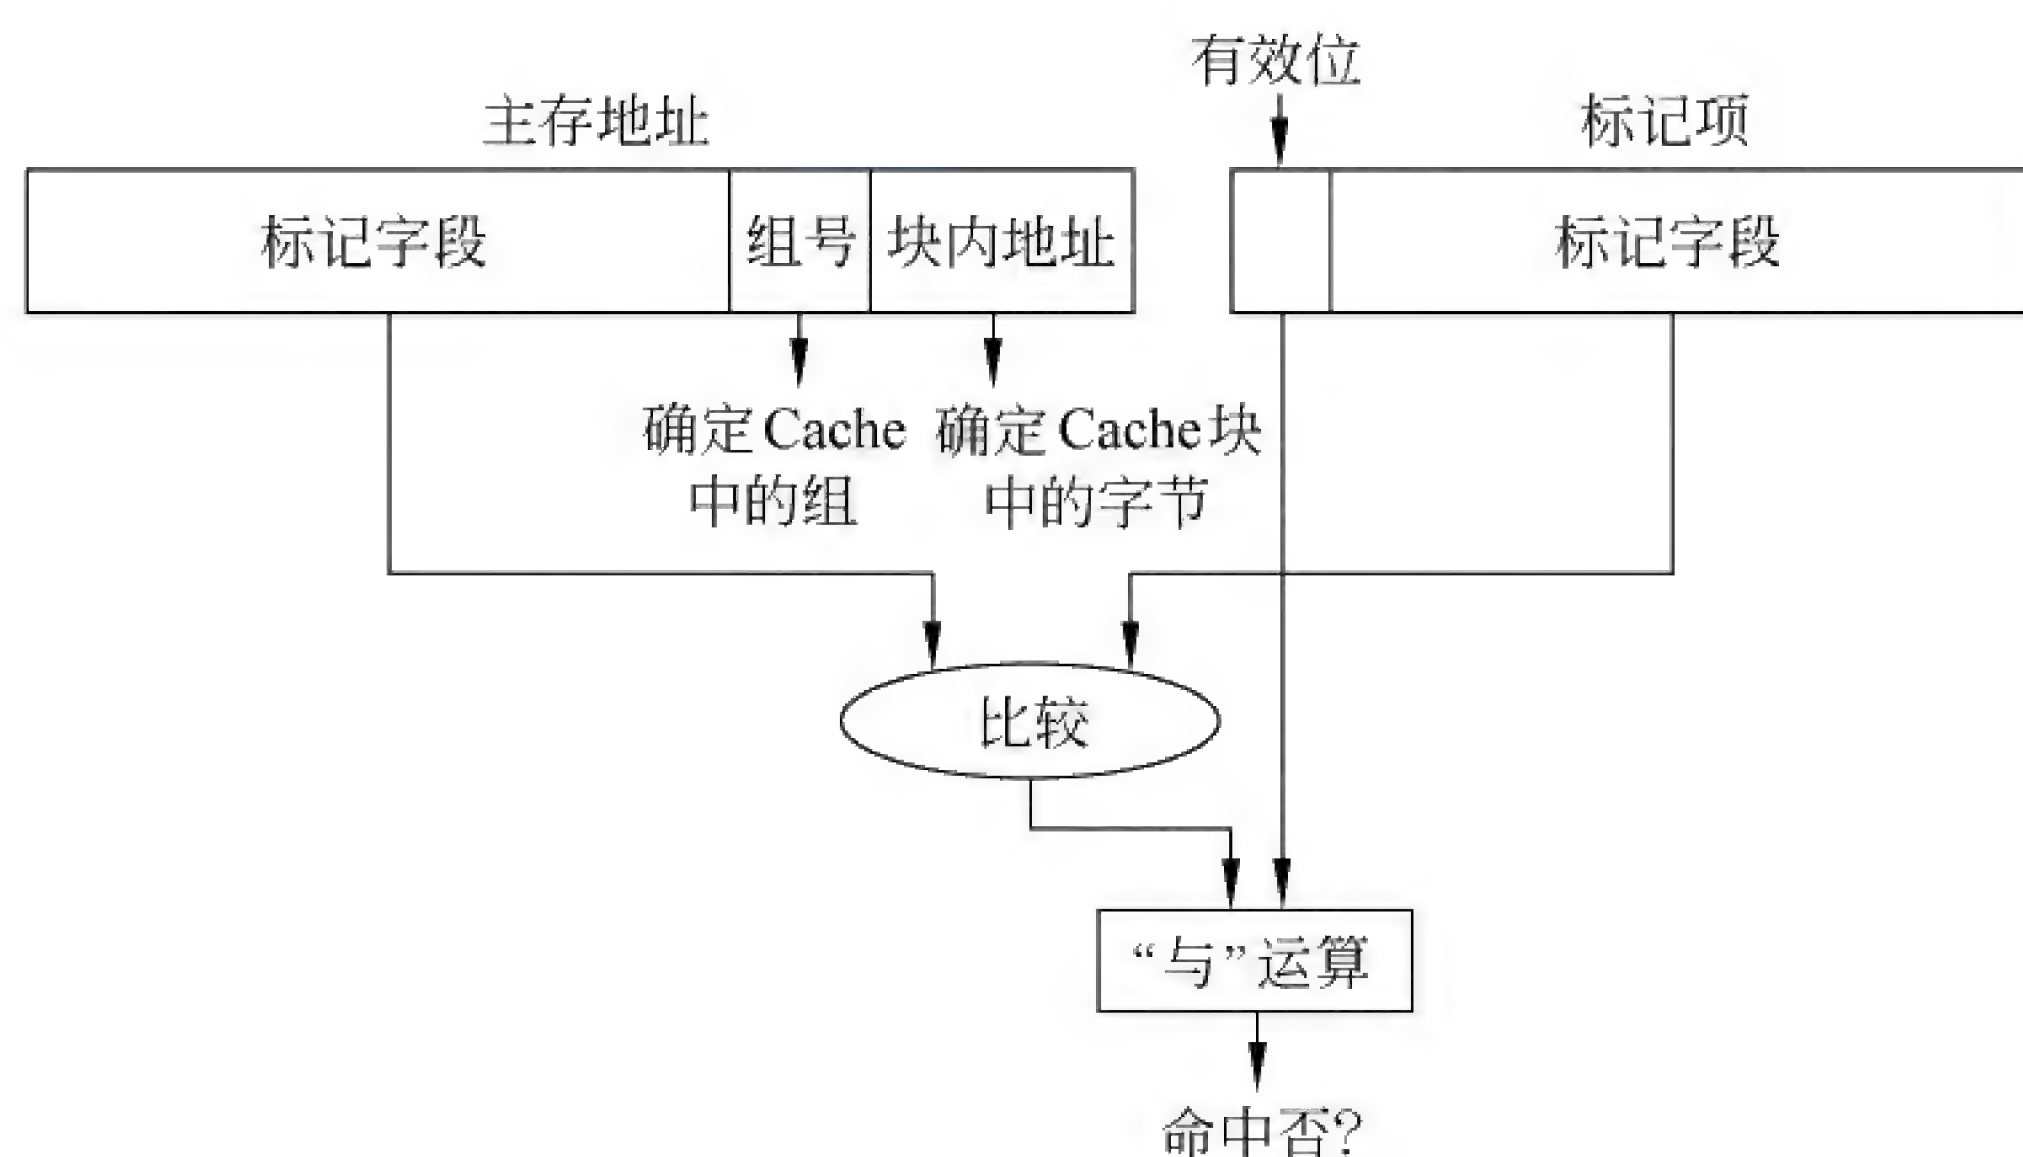 有效位
主存地址
标记项
标记字段
组号
块内地址
标记字段
确定Cache
中的组
确定Cache块
中的字节
比较
“与”运算
命中否?